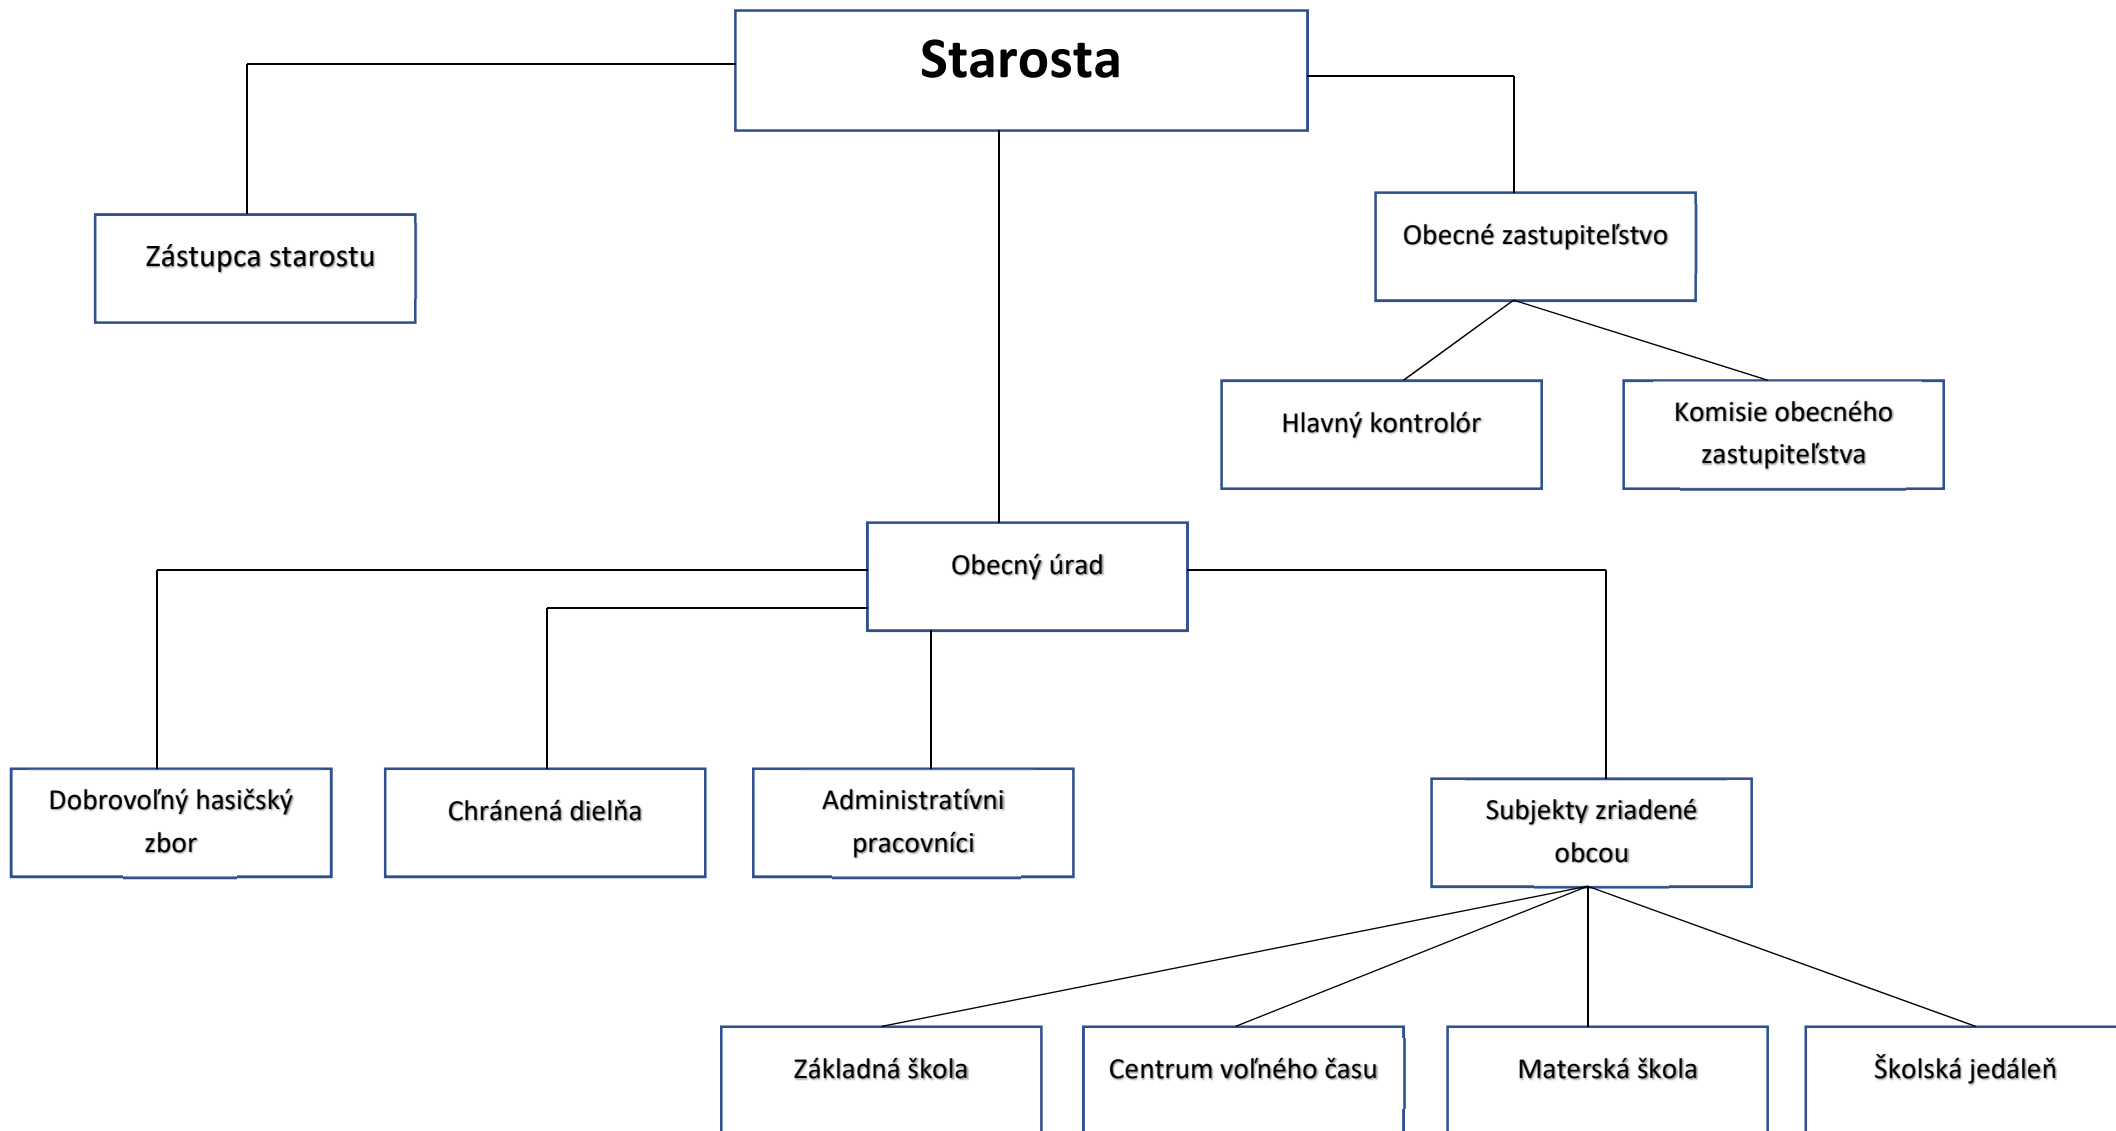 Starosta
Zástupca starostu
Obecné zastupiteľstvo
Hlavný kontrolór
Komisie obecného
zastupiteľstva
Obecný úrad
Dobrovoľný hasičský
zbor
Chránená dielňa
Administratívni
pracovníci
Subjekty zriadené
obcou
Základná škola
Centrum voľného času
Materská škola
Školská jedáleň